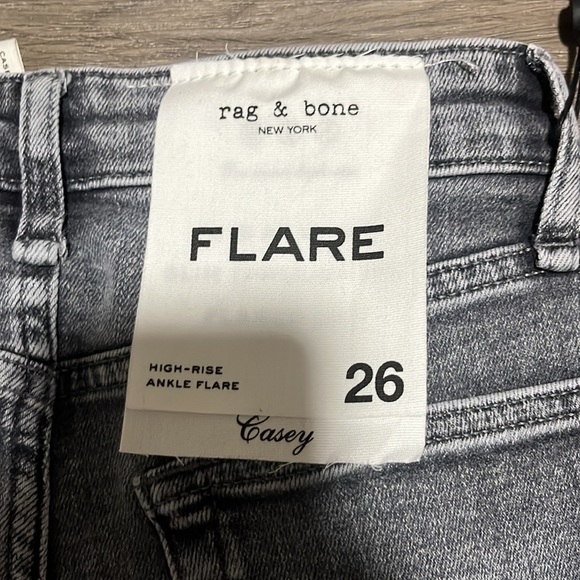 rag & bone
NEW YORK
FLARE
HIGH-RISE
ANKLE FLARE
26
Casey